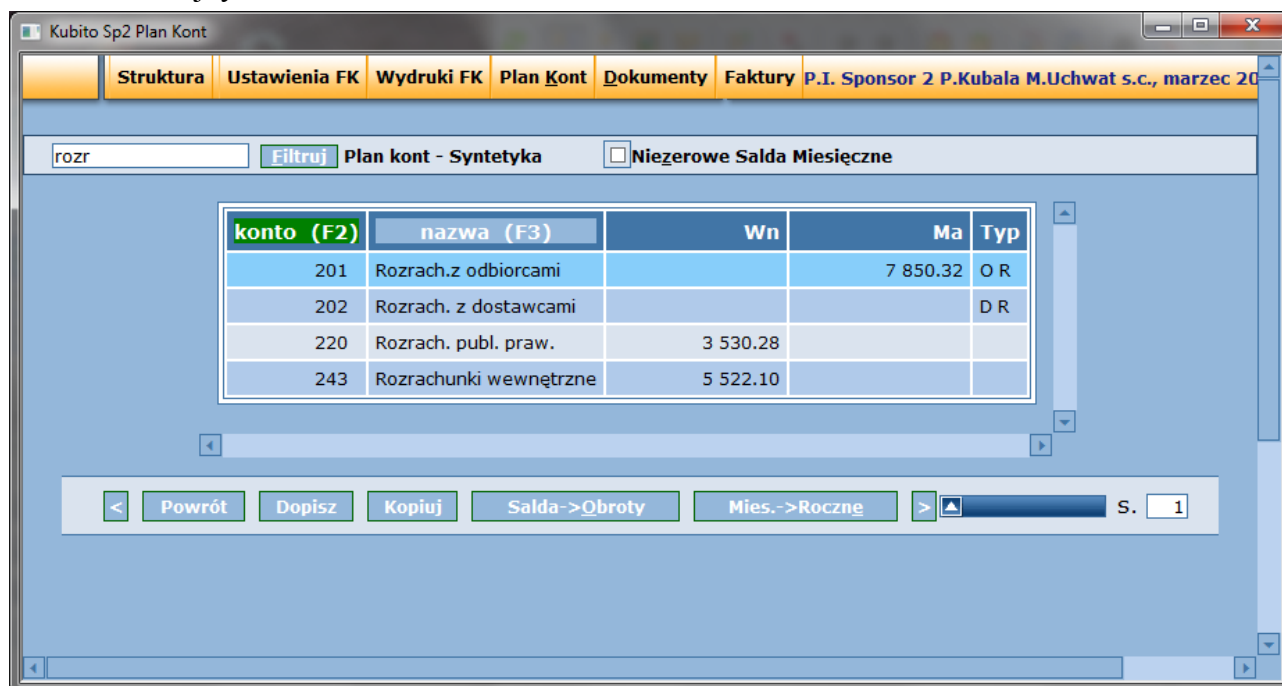 Kubito Sp2 Plan Kont
Struktura Ustawienia FK Wydruki FK Plan Kont Dokumenty Faktury P.I. Sponsor 2 P.Kubala M.Uchwat s.c., marzec 20
rozr Filtruj Plan kont - Syntetyka Niezerowe Salda Miesięczne
konto (F2) nazwa (F3) Wn Ma Typ
201 Rozrach.z odbiorcami 7 850.32 O R
202 Rozrach. z dostawcami D R
220 Rozrach. publ. praw. 3 530.28
243 Rozrachunki wewnętrzne 5 522.10
< Powrót Dopisz Kopiuj Salda->Obroty Mies.->Roczne > S. 1